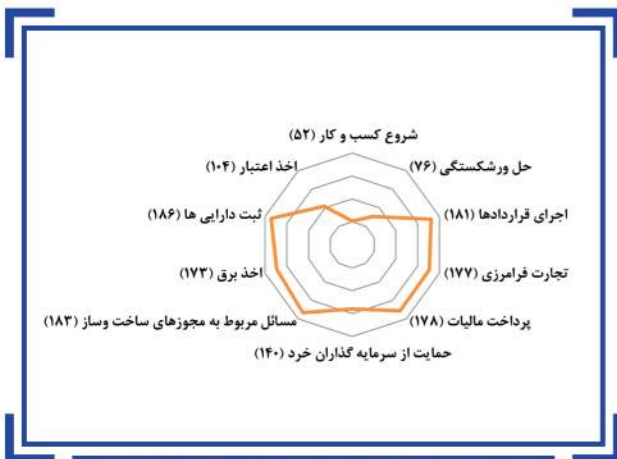 شروع کسب و کار (۵۲)
اخذ اعتبار (۱۰۴)
حل ورشکستگی (۷۶)
ثبت دارایی ها (۱۸۶)
اجرای قراردادها (۱۸۱)
اخذ برق (۱۷۳)
تجارت فرامرزی (۱۷۷)
مسائل مربوط به مجوزهای ساخت وساز (۱۸۳)
پرداخت مالیات (۱۷۸)
حمایت از سرمایه گذاران خرد (۱۴۰)